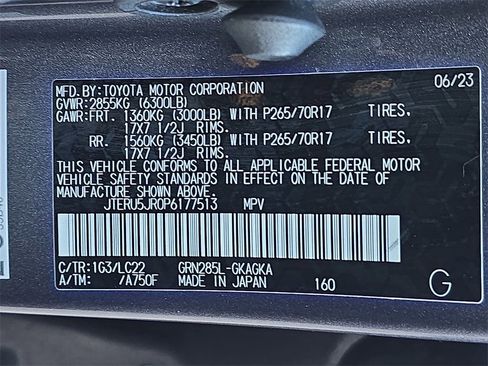 MFD.BY:TOYOTA MOTOR CORPORATION 06/23
GVWR:2855KG (6300LB)
GAWR:FRT. 1360KG (3000LB) WITH P265/70R17 TIRES,
17X7 1/2J RIMS.
RR. 1560KG (3450LB) WITH P265/70R17 TIRES,
17X7 1/2J RIMS.
THIS VEHICLE CONFORMS TO ALL APPLICABLE FEDERAL MOTOR
VEHICLE SAFETY STANDARDS IN EFFECT ON THE DATE OF
MANUFACTURE SHOWN ABOVE.
JTERU5JR0P6177513 MPV
C/TR:1G3/LC22 GRN285L-GKAGKA
A/TM: /A750F MADE IN JAPAN 160 G